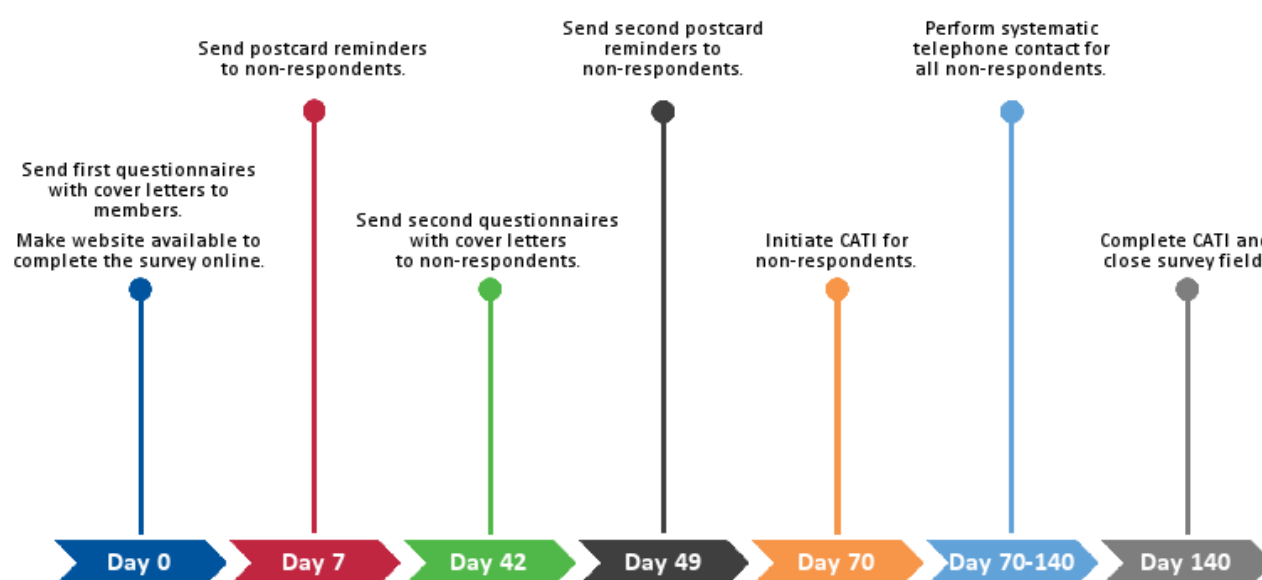 Send first questionnaires
with cover letters to
members.
Make website available to
complete the survey online.
Send postcard reminders
to non-respondents.
Send second questionnaires
with cover letters
to non-respondents.
Send second postcard
reminders to
non-respondents.
Initiate CATI for
non-respondents.
Perform systematic
telephone contact for
all non-respondents.
Complete CATI and
close survey field
Day 0
Day 7
Day 42
Day 49
Day 70
Day 70-140
Day 140